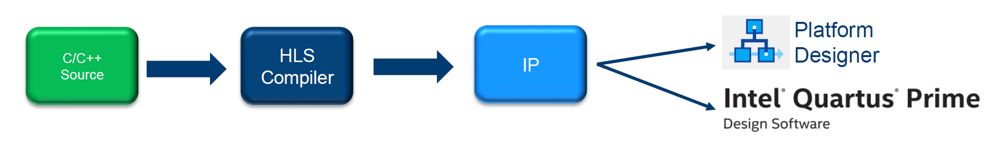 C/C++
Source
HLS
Compiler
IP
Platform
Designer
Intel® Quartus® Prime
Design Software